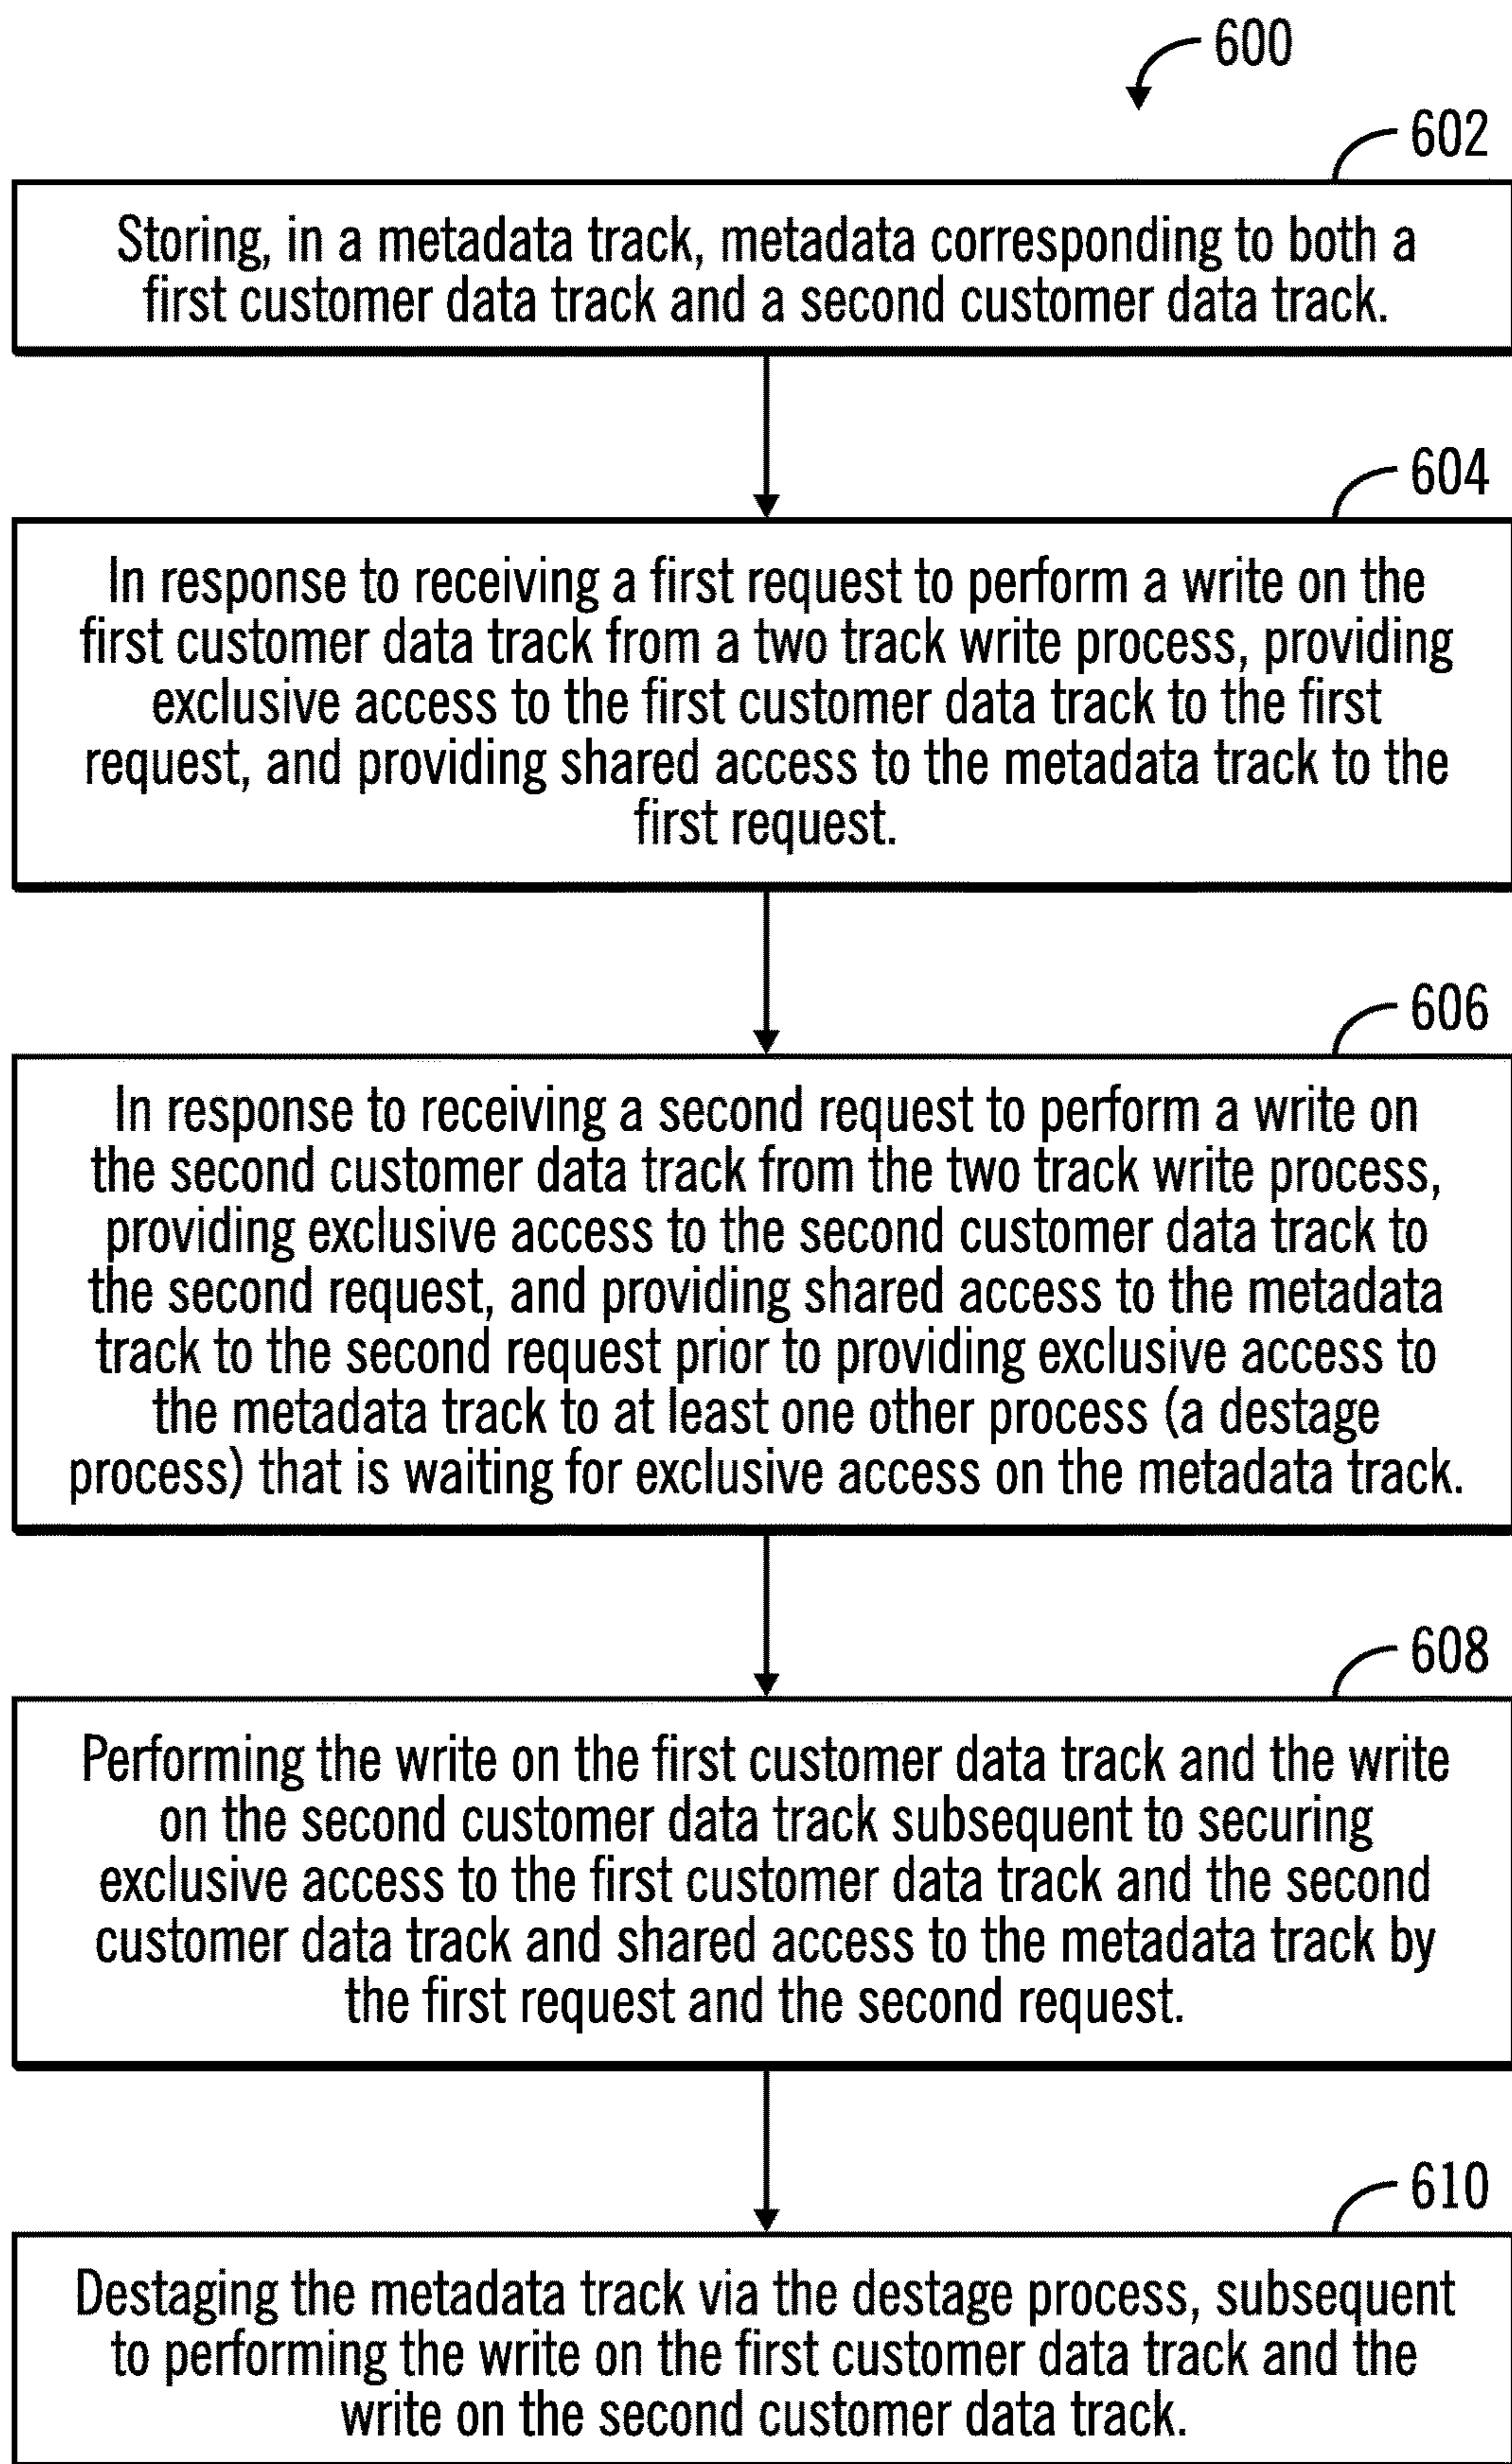 600
602
Storing, in a metadata track, metadata corresponding to both a
first customer data track and a second customer data track.
604
In response to receiving a first request to perform a write on the
first customer data track from a two track write process, providing
exclusive access to the first customer data track to the first
request, and providing shared access to the metadata track to the
first request.
606
In response to receiving a second request to perform a write on
the second customer data track from the two track write process,
providing exclusive access to the second customer data track to
the second request, and providing shared access to the metadata
track to the second request prior to providing exclusive access to
the metadata track to at least one other process (a destage
process) that is waiting for exclusive access on the metadata track.
608
Performing the write on the first customer data track and the write
on the second customer data track subsequent to securing
exclusive access to the first customer data track and the second
customer data track and shared access to the metadata track by
the first request and the second request.
610
Destaging the metadata track via the destage process, subsequent
to performing the write on the first customer data track and the
write on the second customer data track.